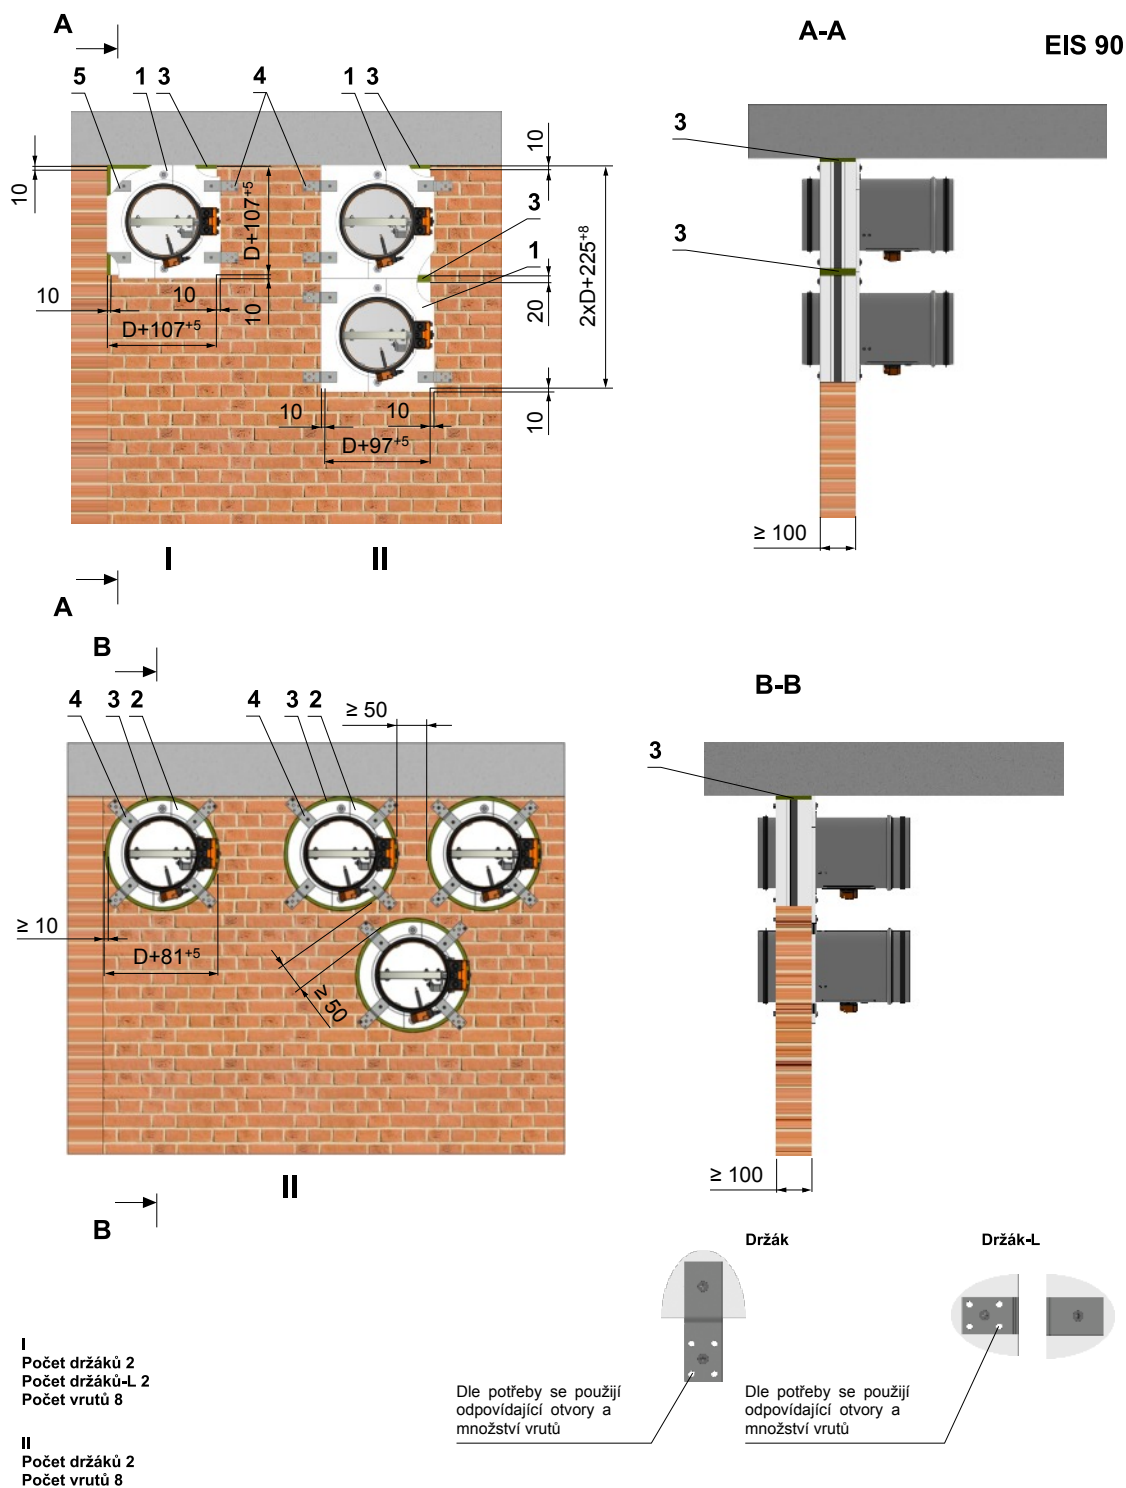 A
A-A
EIS 90
5 1 3 4 1 3
3
10
10
D+107+5
3
1
3
20
2xD+225+8
10
10
10
D+107+5
10
10
10
D+97+5
≥ 100
I
II
A
B
B-B
4 3 2
4 3 2
≥ 50
3
≥ 10
D+81+5
≥ 50
≥ 100
II
B
Držák
Držák-L
I
Počet držáků 2
Počet držáků-L 2
Počet vrutů 8
Dle potřeby se použijí
odpovídající otvory a
množství vrutů
Dle potřeby se použijí
odpovídající otvory a
množství vrutů
II
Počet držáků 2
Počet vrutů 8